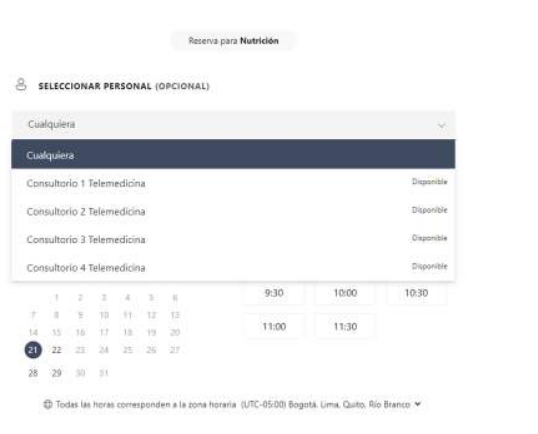 Reserva para Nutrición
SELECCIONAR PERSONAL (OPCIONAL)
Cualquiera
Cualquiera
Consultorio 1 Telemedicina Disponible
Consultorio 2 Telemedicina Disponible
Consultorio 3 Telemedicina Disponible
Consultorio 4 Telemedicina Disponible
1 2 3 4 5 6 9:30 10:00 10:30
7 8 9 10 11 12 13
14 15 16 17 18 19 20 11:00 11:30
21 22 23 24 25 26 27
28 29 30 31
Todas las horas corresponden a la zona horaria (UTC-05:00) Bogotá, Lima, Quito, Río Branco